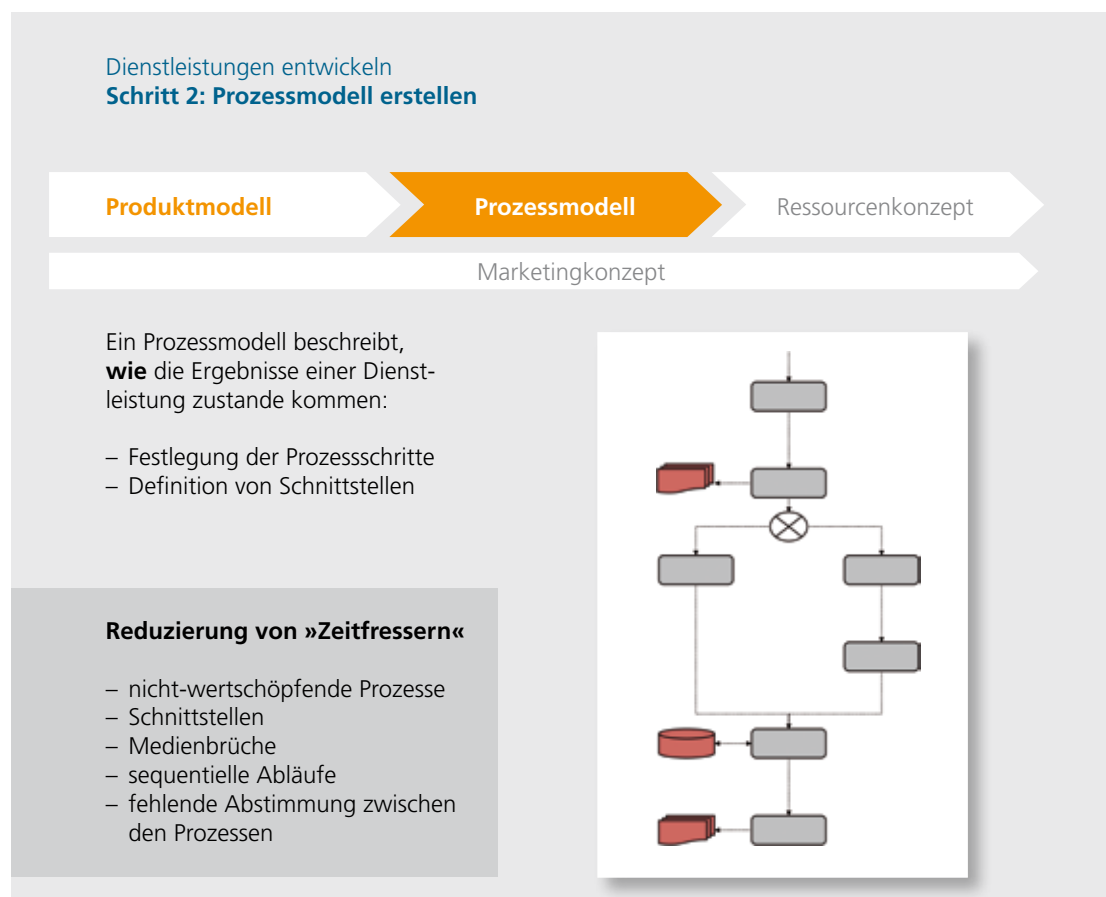 Dienstleistungen entwickeln
Schritt 2: Prozessmodell erstellen
Produktmodell
Prozessmodell
Ressourcenkonzept
Marketingkonzept
Ein Prozessmodell beschreibt,
wie die Ergebnisse einer Dienst-
leistung zustande kommen:
– Festlegung der Prozessschritte
– Definition von Schnittstellen
Reduzierung von »Zeitfressern«
– nicht-wertschöpfende Prozesse
– Schnittstellen
– Medienbrüche
– sequentielle Abläufe
– fehlende Abstimmung zwischen
den Prozessen